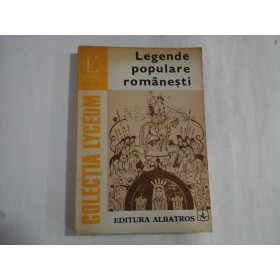 Legende
populare
românești
COLECȚIA LYCEUM
EDITURA ALBATROS